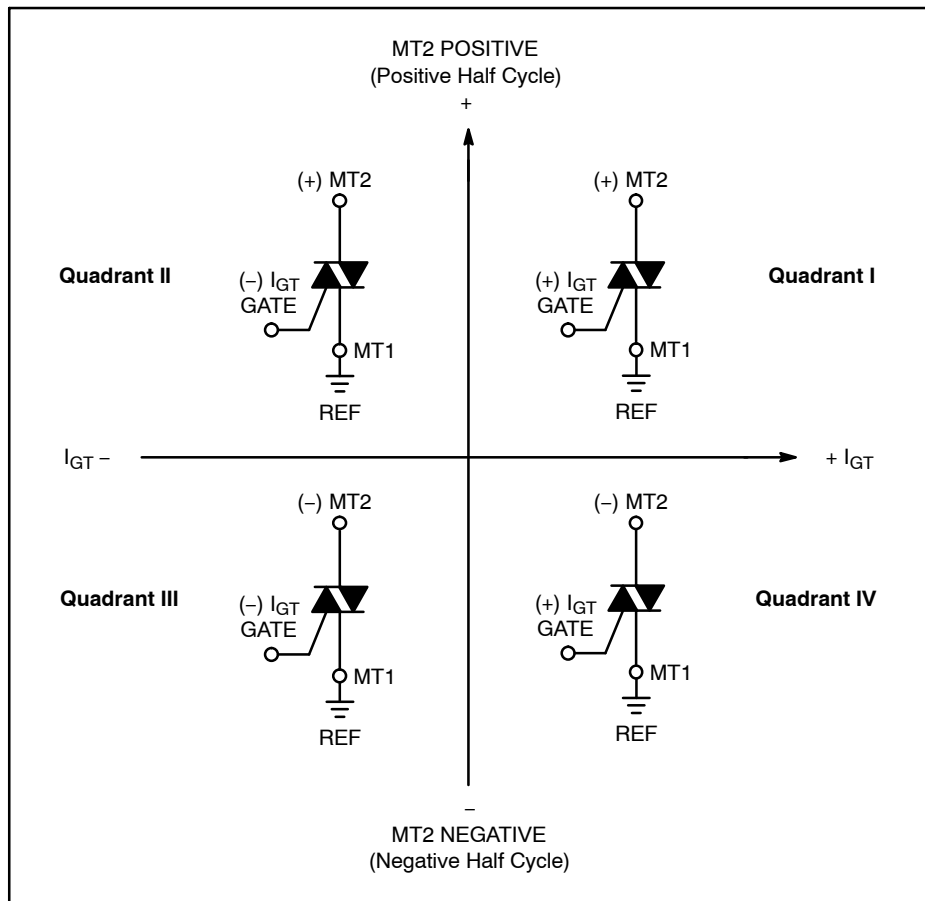 MT2 POSITIVE
(Positive Half Cycle)
+
(+) MT2
(+) MT2
Quadrant II
(−) IGT
GATE
(+) IGT
GATE
Quadrant I
MT1
MT1
REF
REF
IGT −
+ IGT
(−) MT2
(−) MT2
Quadrant III
(−) IGT
GATE
(+) IGT
GATE
Quadrant IV
MT1
MT1
REF
REF
−
MT2 NEGATIVE
(Negative Half Cycle)